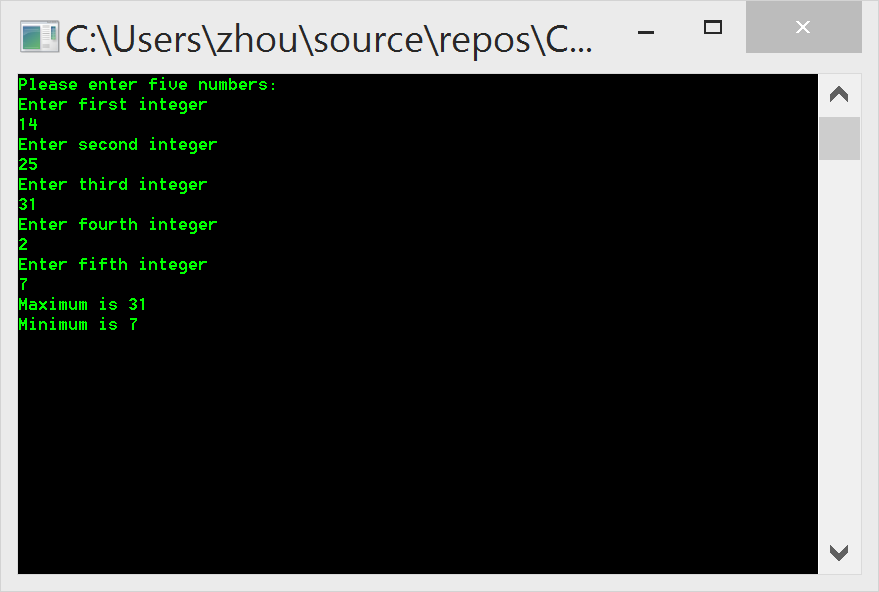 C:\Users\zhou\source\repos\C...
Please enter five numbers:
Enter first integer
14
Enter second integer
25
Enter third integer
31
Enter fourth integer
2
Enter fifth integer
7
Maximum is 31
Minimum is 7